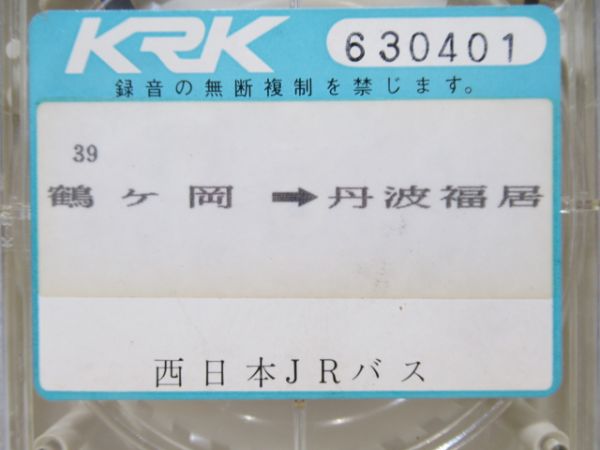 KRK 630401
録音の無断複制を禁じます。
39
鶴ヶ岡 ➡ 丹波福居
西日本JRバス